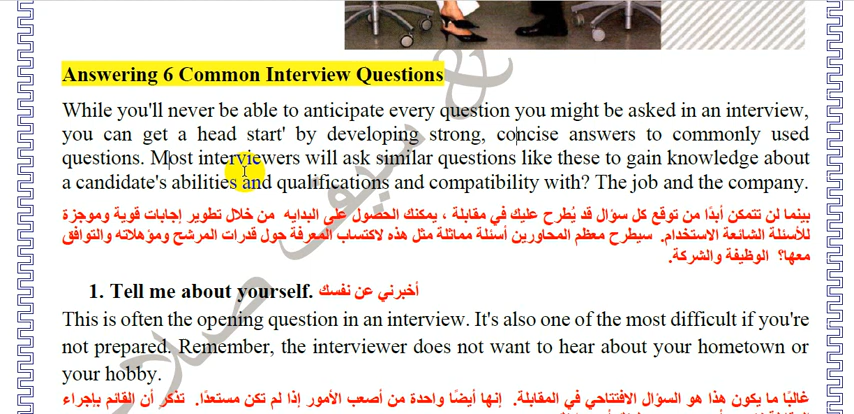 Answering 6 Common Interview Questions
While you'll never be able to anticipate every question you might be asked in an interview,
you can get a head start' by developing strong, concise answers to commonly used
questions. Most interviewers will ask similar questions like these to gain knowledge about
a candidate's abilities and qualifications and compatibility with? The job and the company.
بينما لن تتمكن أبدًا من توقع كل سؤال قد يُطرح عليك في مقابلة ، يمكنك الحصول على البدايه من خلال تطوير إجابات قوية وموجزة
للأسئلة الشائعة الاستخدام. سيطرح معظم المحاورين أسئلة مماثلة مثل هذه لاكتساب المعرفة حول قدرات المرشح ومؤهلاته والتوافق
معها؟ الوظيفة والشركة.
1. Tell me about yourself. أخبرني عن نفسك
This is often the opening question in an interview. It's also one of the most difficult if you're
not prepared. Remember, the interviewer does not want to hear about your hometown or
your hobby.
غالبًا ما يكون هذا هو السؤال الافتتاحي في المقابلة. إنها أيضًا واحدة من أصعب الأمور إذا لم تكن مستعدًا. تذكر أن القائم بإجراء
& سيف صلاح